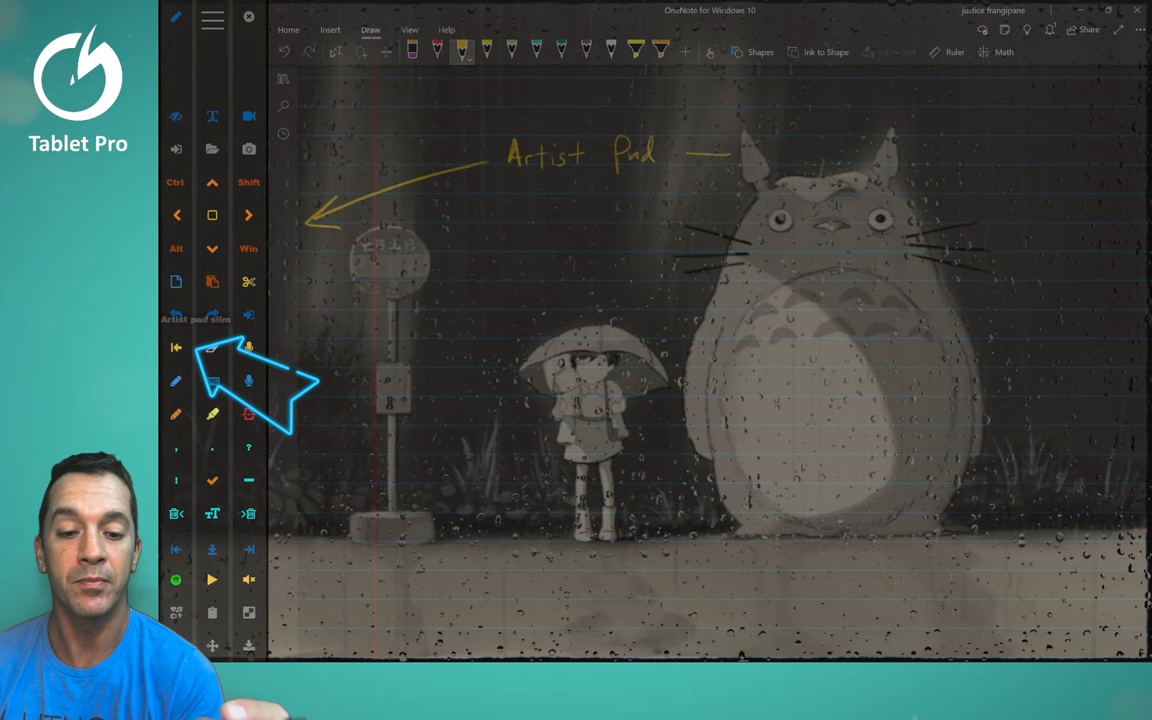 Tablet Pro
OneNote for Windows 10
justice frangipane
Home Insert Draw View Help
Share
Shapes
Ink to Shape
Ruler
Math
Artist Pad
Ctrl
Shift
Alt
Win
Artist pad slim
, . ?
!